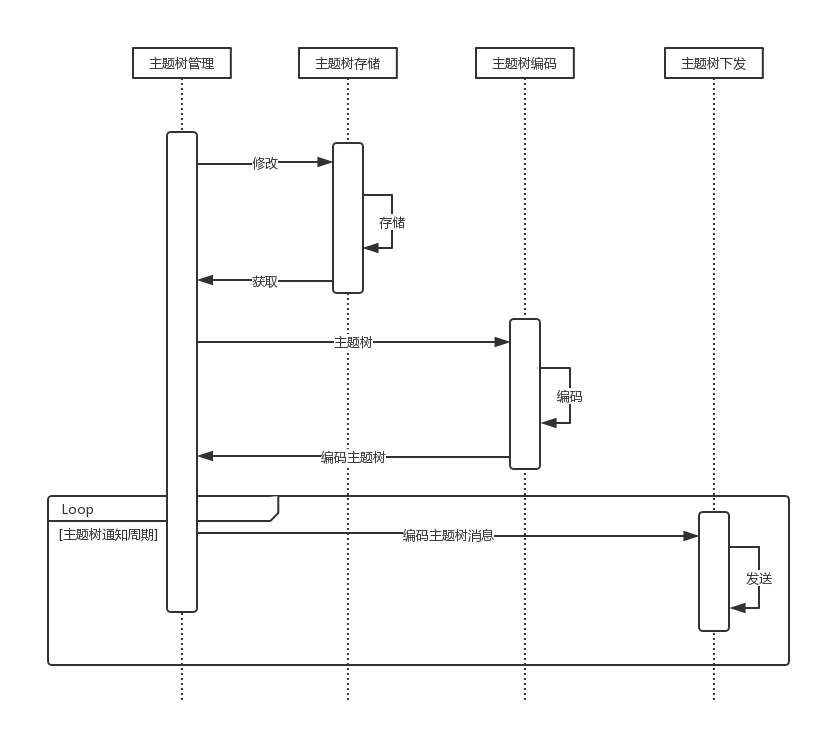 主题树管理
主题树存储
主题树编码
主题树下发
修改
存储
获取
主题树
编码
编码主题树
Loop
[主题树通知周期]
编码主题树消息
发送